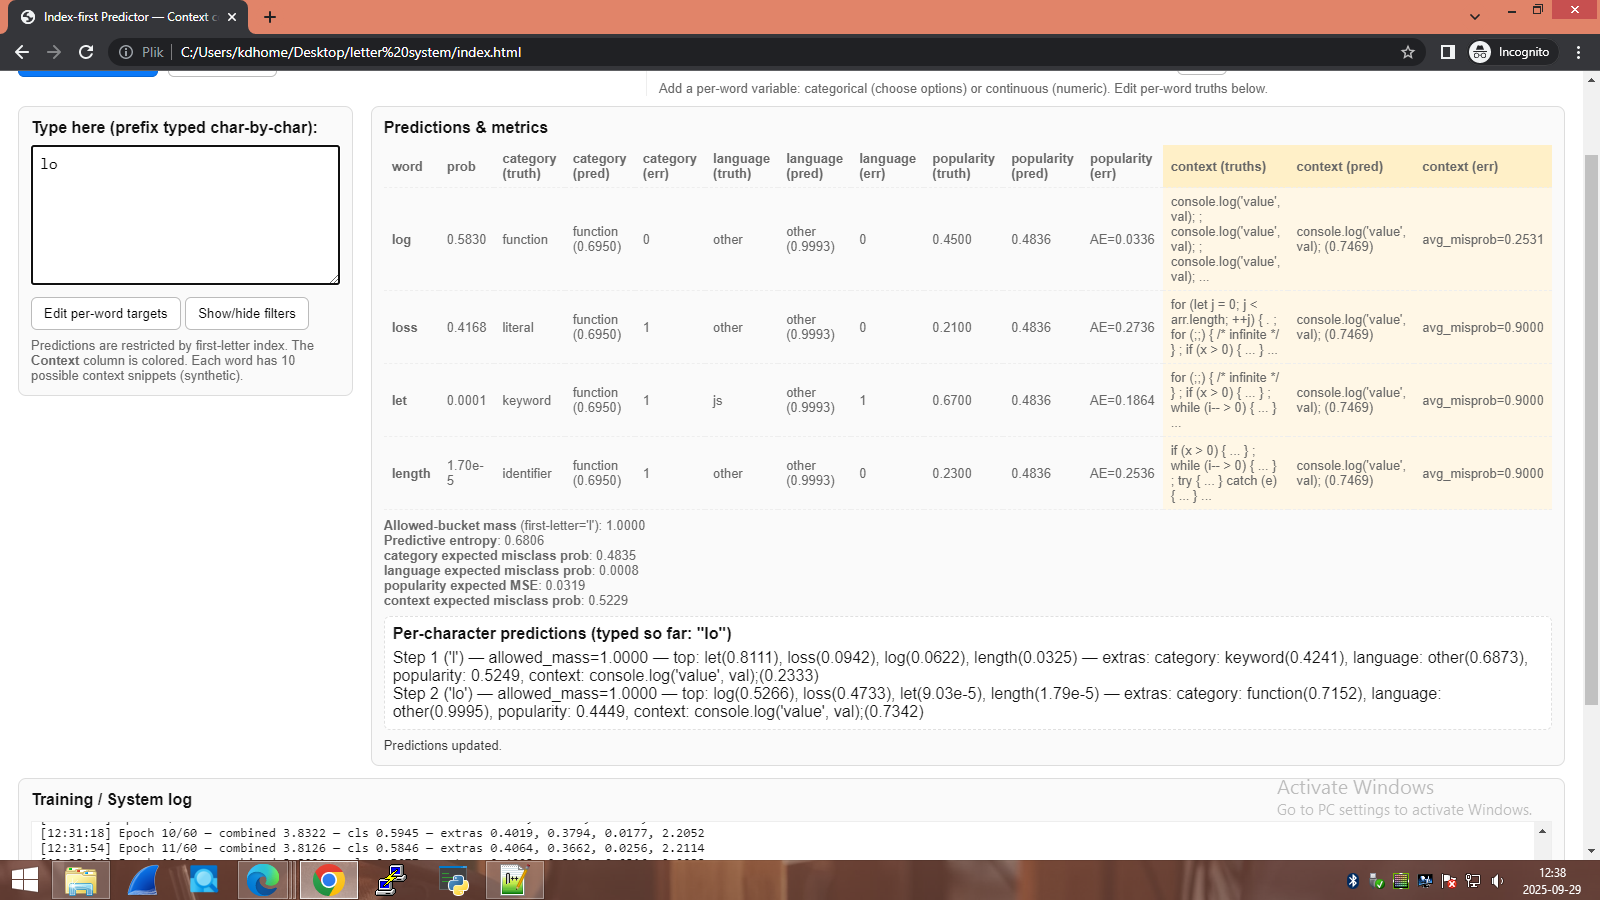 Index-first Predictor — Context c
Plik
C:/Users/kdhome/Desktop/letter%20system/index.html
Incognito
Add a per-word variable: categorical (choose options) or continuous (numeric). Edit per-word truths below.
Type here (prefix typed char-by-char):
lo
Edit per-word targets
Show/hide filters
Predictions are restricted by first-letter index. The
Context column is colored. Each word has 10
possible context snippets (synthetic).
Predictions & metrics
word prob category (truth) category (pred) category (err) language (truth) language (pred) language (err) popularity (truth) popularity (pred) popularity (err) context (truths) context (pred) context (err)
log 0.5830 function function (0.6950) 0 other other (0.9993) 0 0.4500 0.4836 AE=0.0336 console.log('value', val); ; console.log('value', val); ; console.log('value', val); ... console.log('value', val); (0.7469) avg_misprob=0.2531
loss 0.4168 literal function (0.6950) 1 other other (0.9993) 0 0.2100 0.4836 AE=0.2736 for (let j = 0; j < arr.length; ++j) { . ; for (;;) { /* infinite */ } ; if (x > 0) { ... } ... console.log('value', val); (0.7469) avg_misprob=0.9000
let 0.0001 keyword function (0.6950) 1 js other (0.9993) 1 0.6700 0.4836 AE=0.1864 for (;;) { /* infinite */ } ; if (x > 0) { ... } ; while (i-- > 0) { ... } ... console.log('value', val); (0.7469) avg_misprob=0.9000
length 1.70e-5 identifier function (0.6950) 1 other other (0.9993) 0 0.2300 0.4836 AE=0.2536 if (x > 0) { ... } ; while (i-- > 0) { ... } ; try { ... } catch (e) { ... } ... console.log('value', val); (0.7469) avg_misprob=0.9000
Allowed-bucket mass (first-letter='l'): 1.0000
Predictive entropy: 0.6806
category expected misclass prob: 0.4835
language expected misclass prob: 0.0008
popularity expected MSE: 0.0319
context expected misclass prob: 0.5229
Per-character predictions (typed so far: "lo")
Step 1 ('l') — allowed_mass=1.0000 — top: let(0.8111), loss(0.0942), log(0.0622), length(0.0325) — extras: category: keyword(0.4241), language: other(0.6873),
popularity: 0.5249, context: console.log('value', val);(0.2333)
Step 2 ('lo') — allowed_mass=1.0000 — top: log(0.5266), loss(0.4733), let(9.03e-5), length(1.79e-5) — extras: category: function(0.7152), language:
other(0.9995), popularity: 0.4449, context: console.log('value', val);(0.7342)
Predictions updated.
Training / System log
[12:31:18] Epoch 10/60 — combined 3.8322 — cls 0.5945 — extras 0.4019, 0.3794, 0.0177, 2.2052
[12:31:54] Epoch 11/60 — combined 3.8126 — cls 0.5846 — extras 0.4064, 0.3662, 0.0256, 2.2114
Activate Windows
Go to PC settings to activate Windows.
12:38
2025-09-29